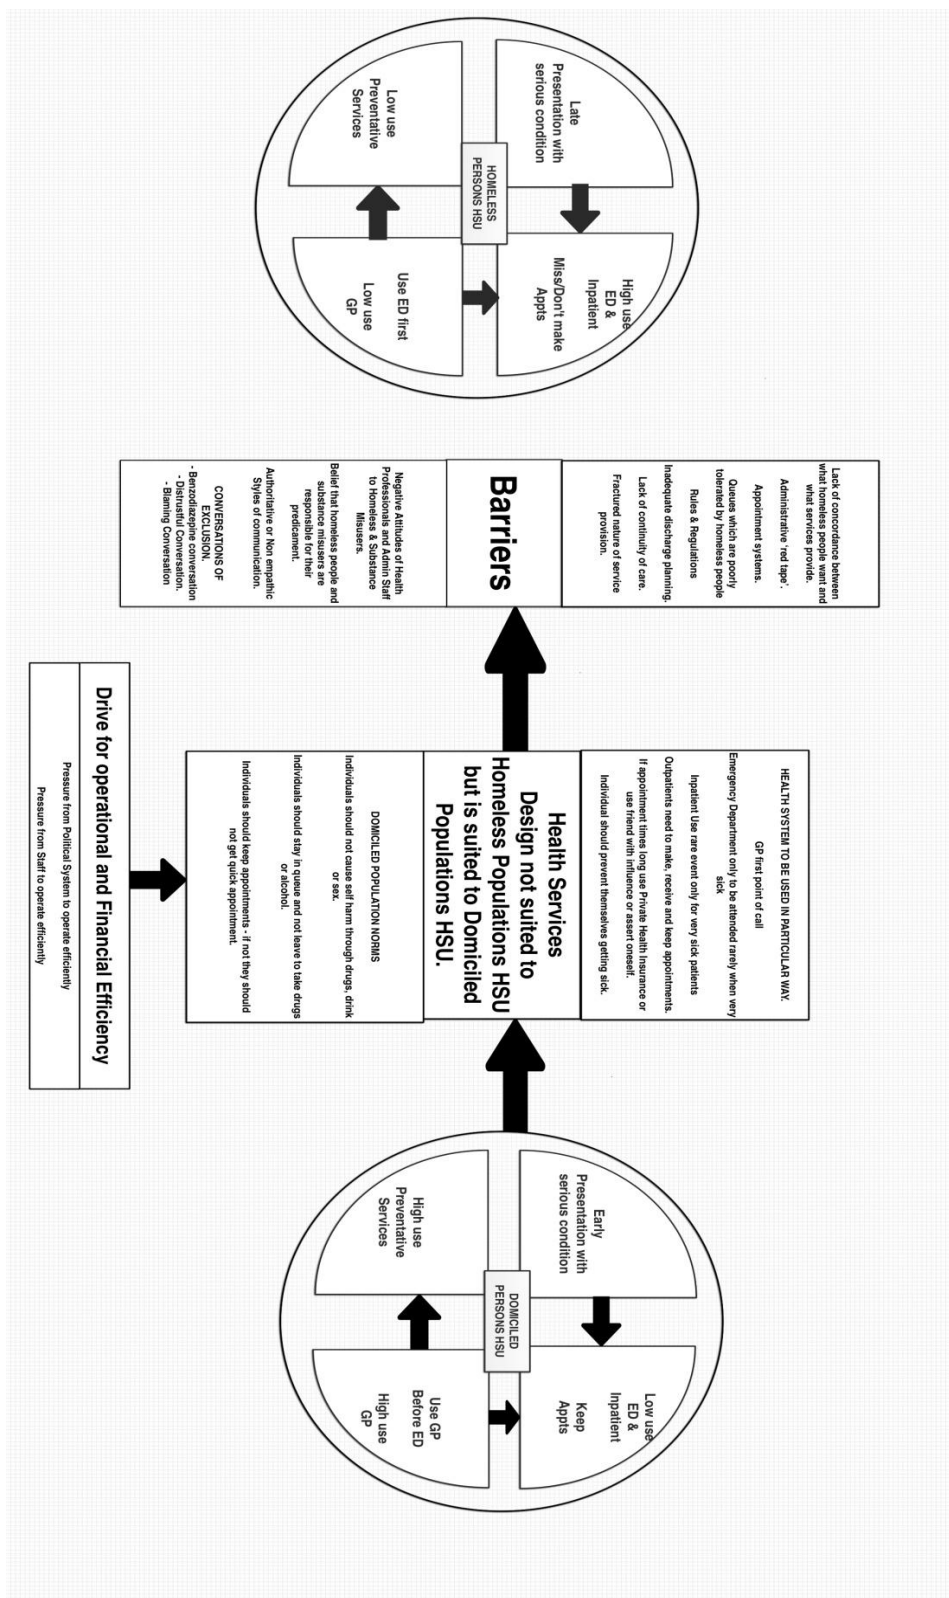 Late
Presentation with
serious condition
High use
ED &
Inpatient
Miss/Don't make
Appts
HOMELESS
PERSONS HSU
Low use
Preventative
Services
Use ED first
Low use
GP
Lack of concordance between
what homeless people want and
what services provide.
Administrative 'red tape'.
Appointment systems.
Queues which are poorly
tolerated by homeless people
Rules & Regulations
Inadequate discharge planning.
Lack of continuity of care.
Fractured nature of service
provision.
Barriers
Negative Attitudes of Health
Professionals and Admin Staff
to Homeless & Substance
Misusers.
Belief that homeless people and
substance misusers are
responsible for their
predicament.
Authoritative or Non empathic
Styles of communication.
CONVERSATIONS OF
EXCLUSION.
- Benzodiazepine conversation
- Distrustful Conversation.
- Blaming Conversation
HEALTH SYSTEM TO BE USED IN PARTICULAR WAY.
GP first point of call
Emergency Department only to be attended rarely when very
sick
Inpatient Use rare event only for very sick patients
Outpatients need to make, receive and keep appointments.
If appointment times long use Private Health Insurance or
use friend with influence or assert oneself.
Individual should prevent themselves getting sick.
Health Services
Design not suited to
Homeless Populations HSU
but is suited to Domiciled
Populations HSU.
DOMICILED POPULATION NORMS
Individuals should not cause self harm through drugs, drink
or sex.
Individuals should stay in queue and not leave to take drugs
or alcohol.
Individuals should keep appointments - if not they should
not get quick appointment.
Drive for operational and Financial Efficiency
Pressure from Political System to operate efficiently
Pressure from Staff to operate efficiently
Early
Presentation with
serious condition
Low use
ED &
Inpatient
Keep
Appts
DOMICILED
PERSONS HSU
High use
Preventative
Services
Use GP
Before ED
High use
GP